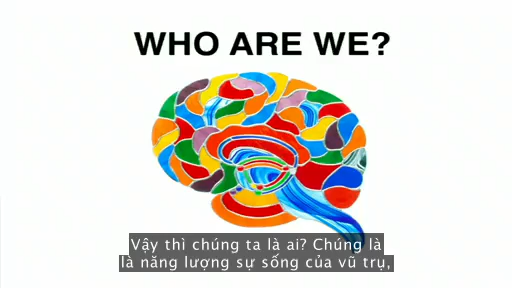 WHO ARE WE?
Vậy thì chúng ta là ai? Chúng là
là năng lượng sự sống của vũ trụ,